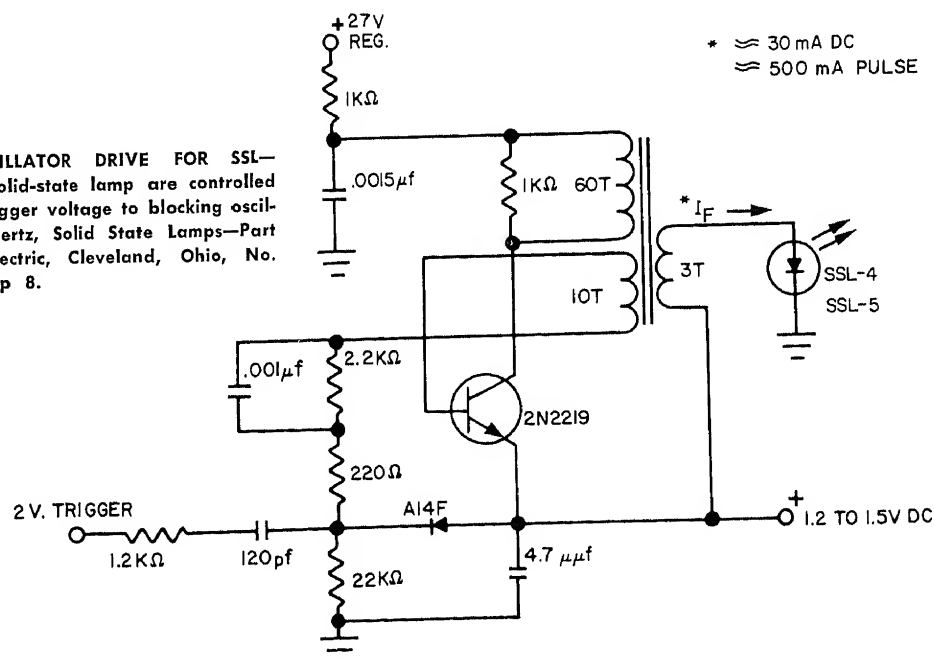 +27V
REG.
* ≈ 30 mA DC
≈ 500 mA PULSE
1KΩ
ILLATOR DRIVE FOR SSL—
olid-state lamp are controlled
gger voltage to blocking oscil-
ertz, Solid State Lamps—Part
ectric, Cleveland, Ohio, No.
p 8.
.0015μf
1KΩ
60T
* IF
3T
SSL-4
SSL-5
10T
.001μf
2.2KΩ
2N2219
220Ω
2 V. TRIGGER
A14F
+
1.2 TO 1.5V DC
1.2KΩ
120pf
22KΩ
4.7 μμf